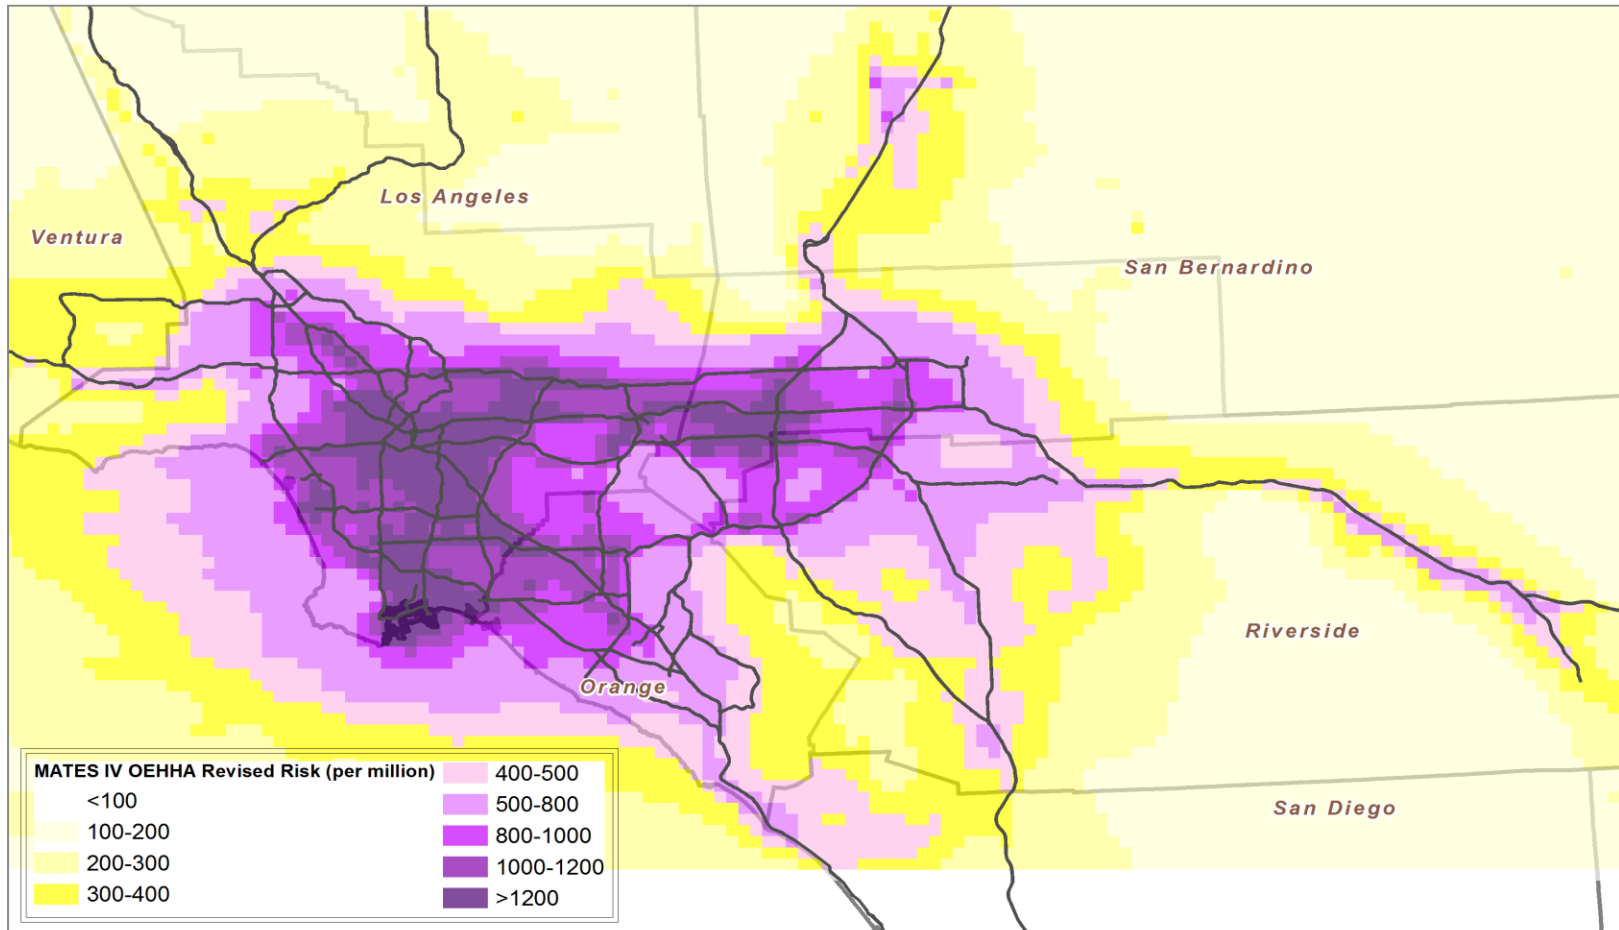 Los Angeles
Ventura
San Bernardino
Riverside
Orange
San Diego
MATES IV OEHHA Revised Risk (per million)
<100
100-200
200-300
300-400
400-500
500-800
800-1000
1000-1200
>1200